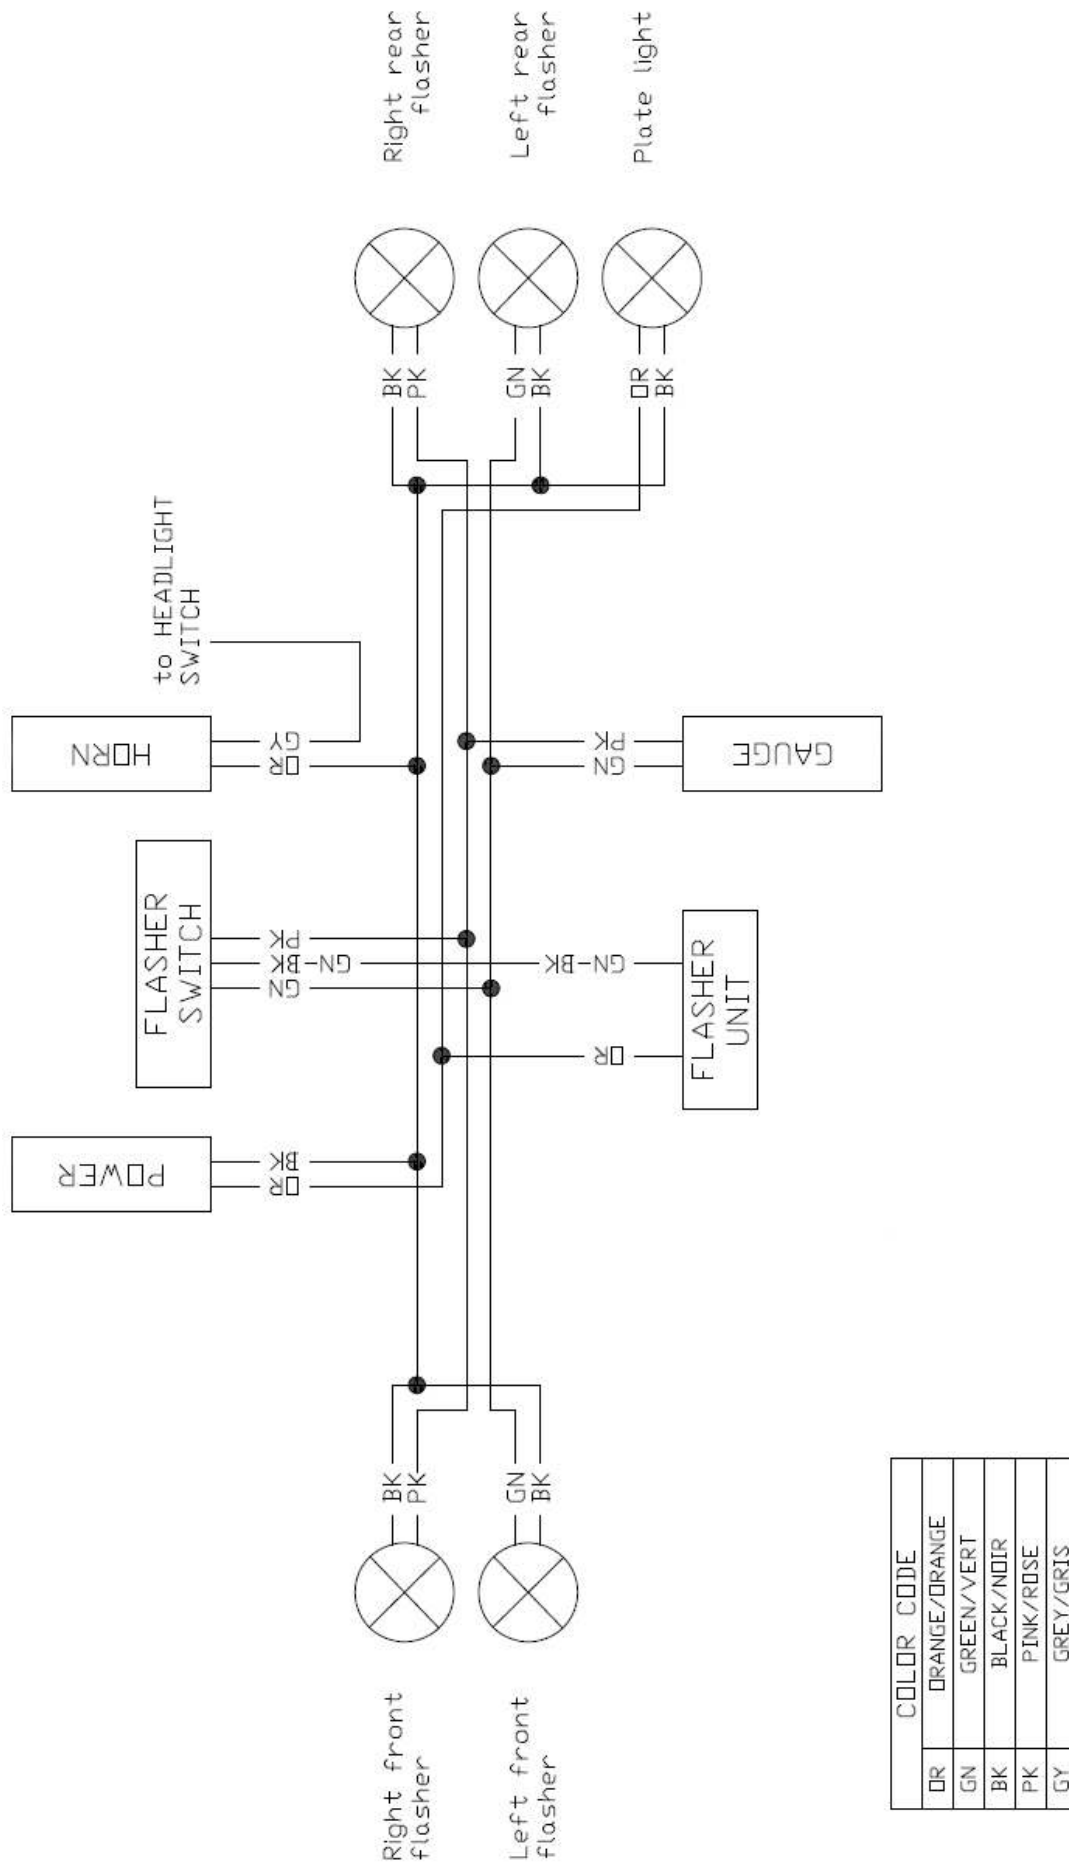 Right rear
flasher
Left rear
flasher
Plate light
BK
PK
GN
BK
OR
BK
to HEADLIGHT
SWITCH
HORN
GY
OR
PK
GN
GAUGE
FLASHER
SWITCH
PK
GN-BK
GN
GN-BK
OR
FLASHER
UNIT
POWER
BK
OR
BK
PK
GN
BK
Right front
flasher
Left front
flasher
COLOR CODE
OR ORANGE/ORANGE
GN GREEN/VERT
BK BLACK/NOIR
PK PINK/ROSE
GY GREY/GRIS